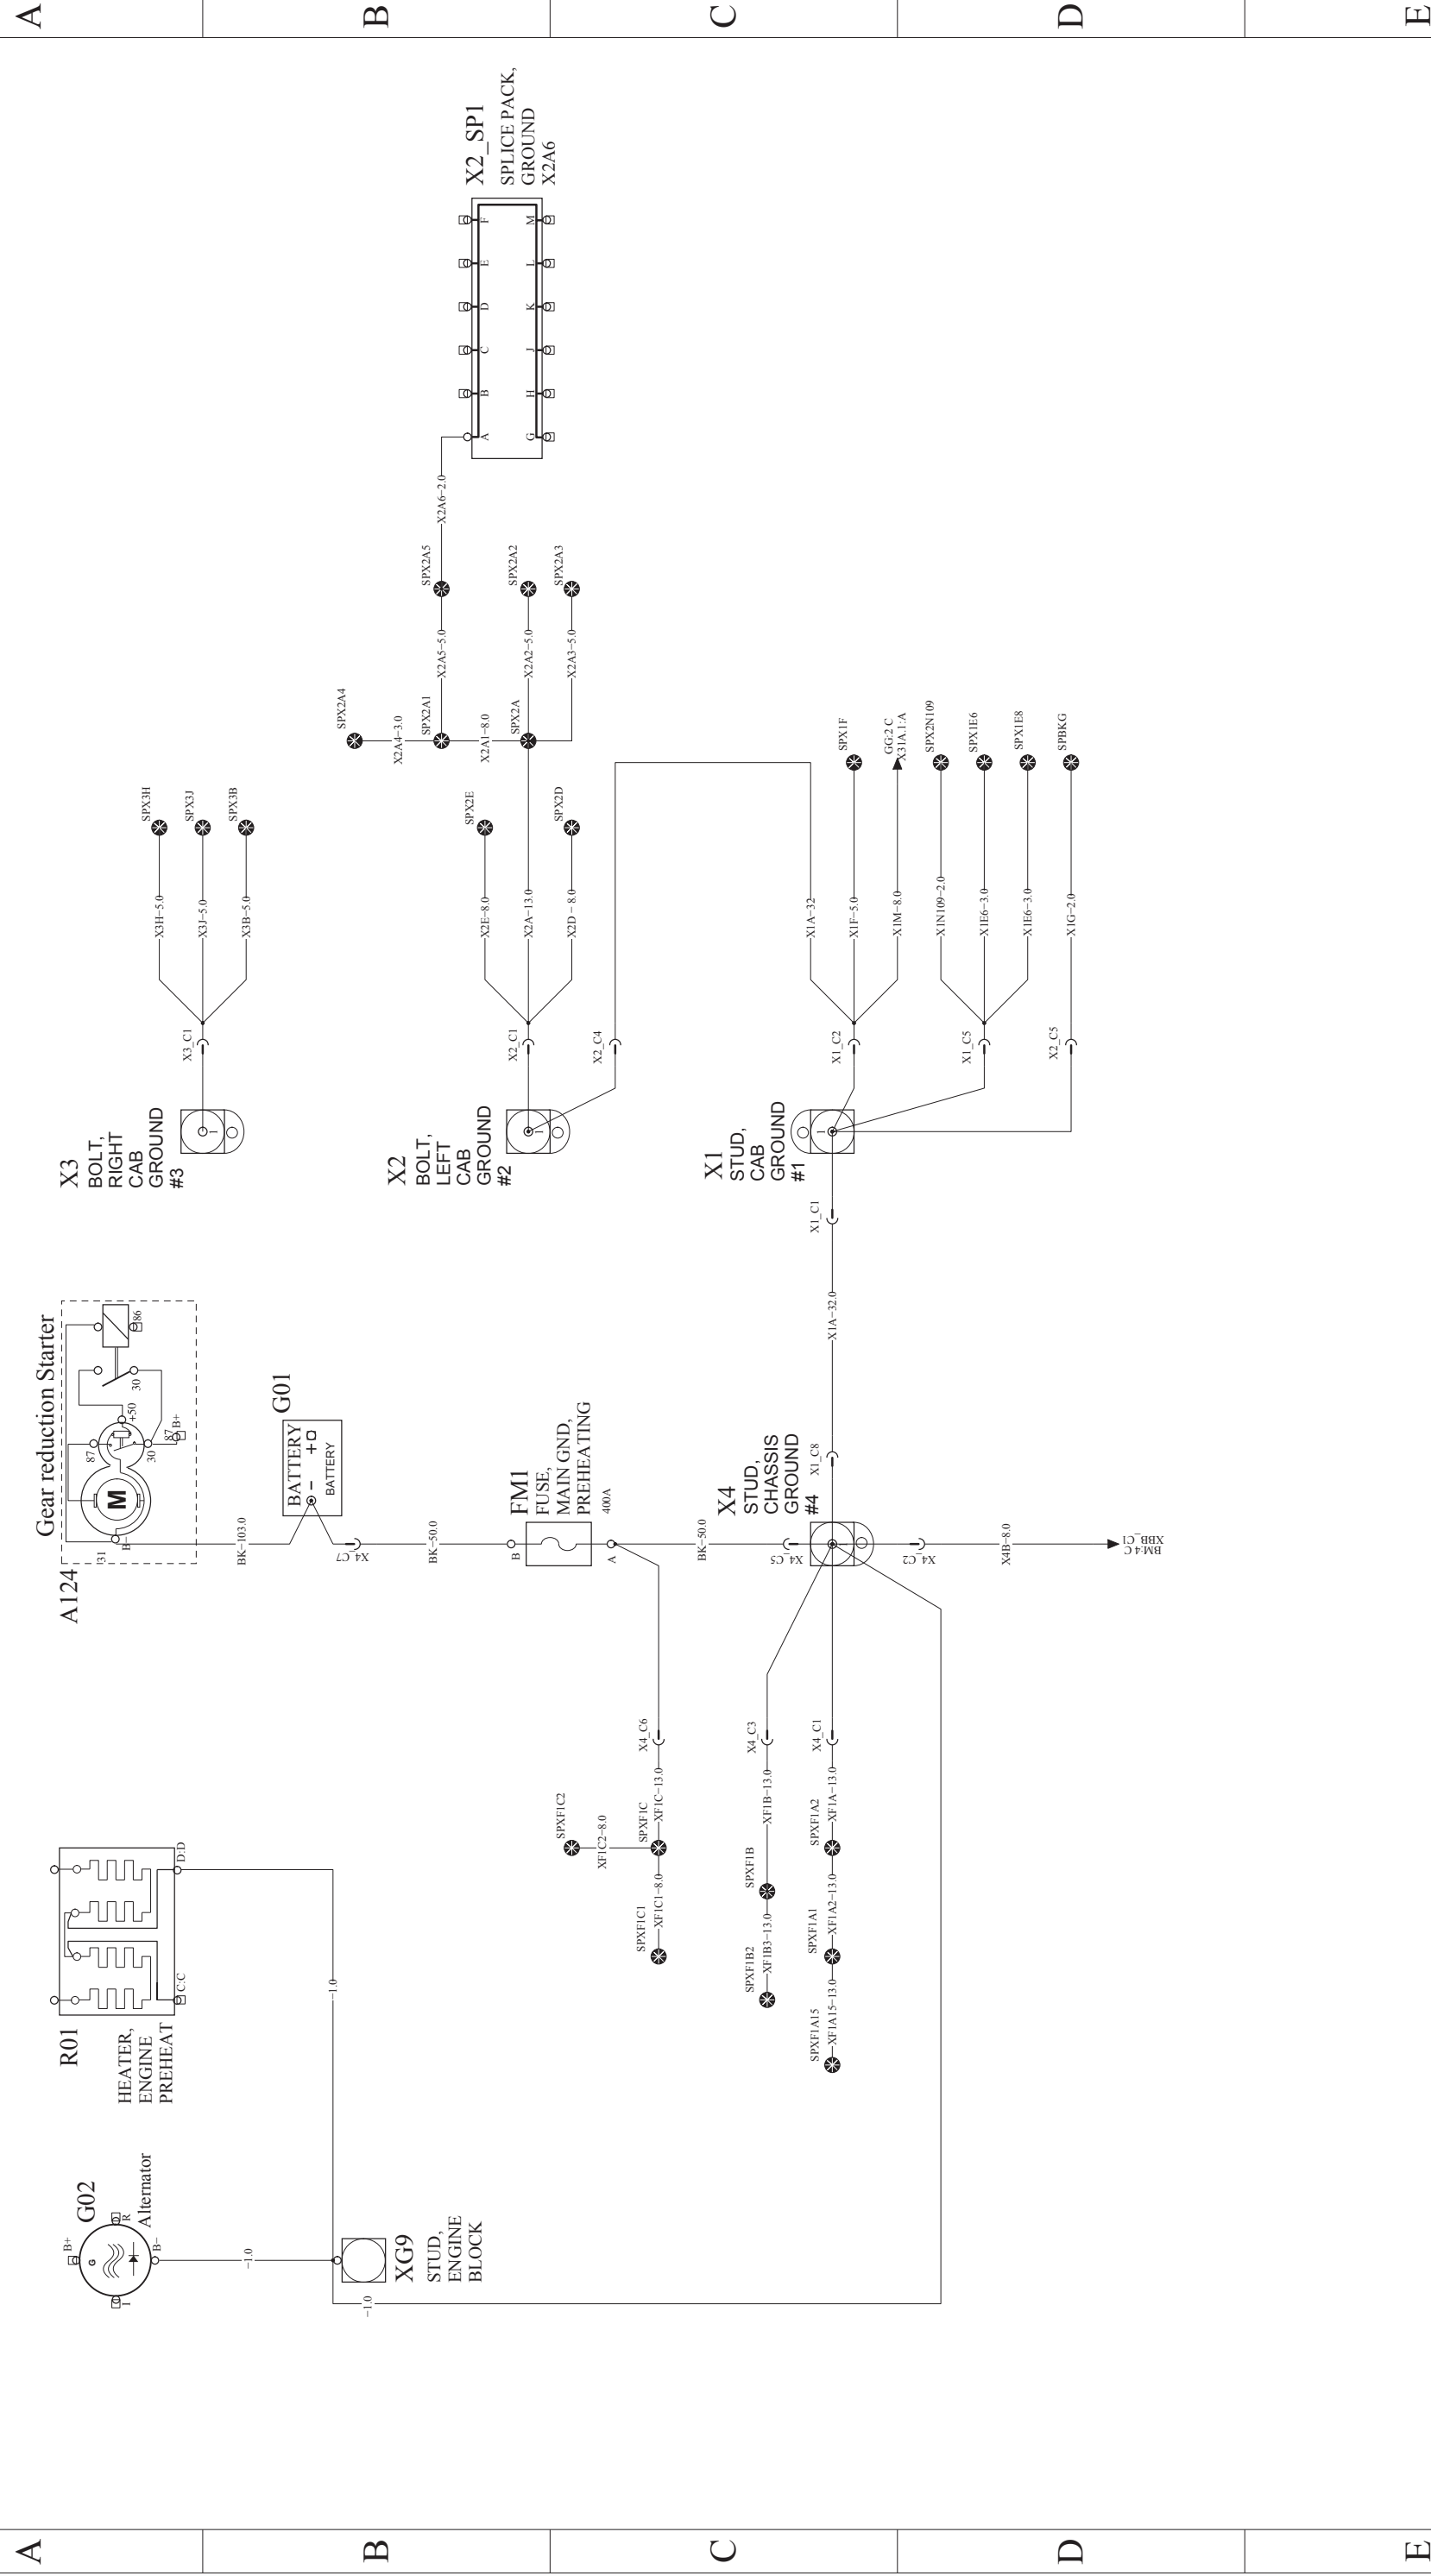 A
B
C
D
E
X2_SP1
SPLICE PACK,
GROUND
X2A6
F
E
D
C
B
A
M
L
K
J
H
G
X2A6-2.0
SPX2A5
SPX2A2
SPX2A3
X2A5-5.0
X2A2-5.0
X2A3-5.0
SPX2A4
X2A4-3.0
SPX2A1
X2A1-8.0
SPX2A
SPX3H
SPX3J
SPX3B
X3H-5.0
X3J-5.0
X3B-5.0
X3_C1
X3
BOLT,
RIGHT
CAB
GROUND
#3
1
SPX2E
SPX2D
X2E-8.0
X2A-13.0
X2D - 8.0
X2_C1
X2_C4
X2
BOLT,
LEFT
CAB
GROUND
#2
1
SPX1F
GG:2 C
X31A.1:A
SPX2N109
SPX1E6
SPX1E8
SPBKG
X1A-32
X1F-5.0
X1M-8.0
X1N109-2.0
X1E6-3.0
X1E6-3.0
X1G-2.0
X1_C2
X1_C5
X2_C5
X1
STUD,
CAB
GROUND
#1
1
X1_C1
X1A-32.0
X1_C8
Gear reduction Starter
A124
86
30
+50
87
30
87
B+
M
31
B-
BK-103.0
G01
BATTERY
- +
BATTERY
X4_C7
BK-50.0
FM1
FUSE,
MAIN GND,
PREHEATING
400A
B
A
BK-50.0
X4_C5
X4
STUD,
CHASSIS
GROUND
#4
X4_C2
X4B-8.0
BM:4 C
XBB_C1
X4_C6
XF1C-13.0
SPXF1C
SPXF1C2
XF1C2-8.0
XF1C1-8.0
SPXF1C1
X4_C3
XF1B-13.0
SPXF1B
XF1B3-13.0
SPXF1B2
X4_C1
XF1A-13.0
SPXF1A2
XF1A2-13.0
SPXF1A1
XF1A15-13.0
SPXF1A15
R01
HEATER,
ENGINE
PREHEAT
D:D
C:C
-1.0
G02
Alternator
B+
R
G
I
B-
-1.0
XG9
STUD,
ENGINE
BLOCK
-1.0
A
B
C
D
E